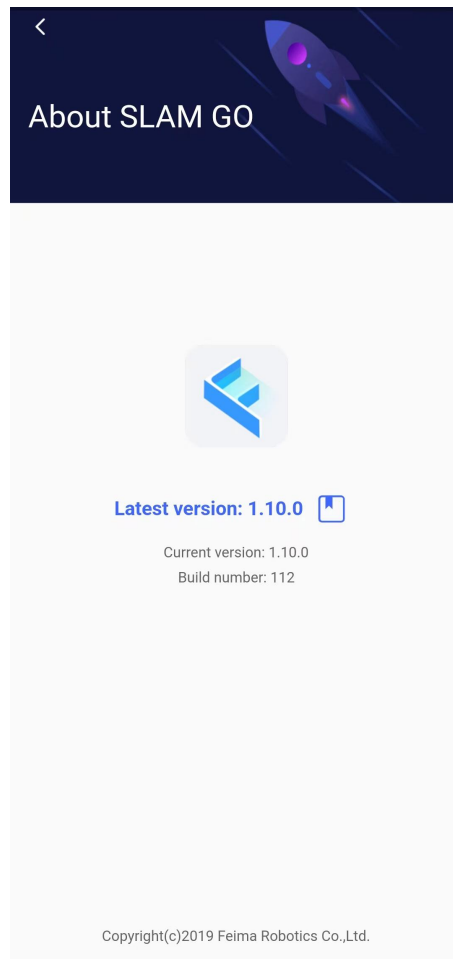 About SLAM GO
Latest version: 1.10.0
Current version: 1.10.0
Build number: 112
Copyright(c)2019 Feima Robotics Co.,Ltd.